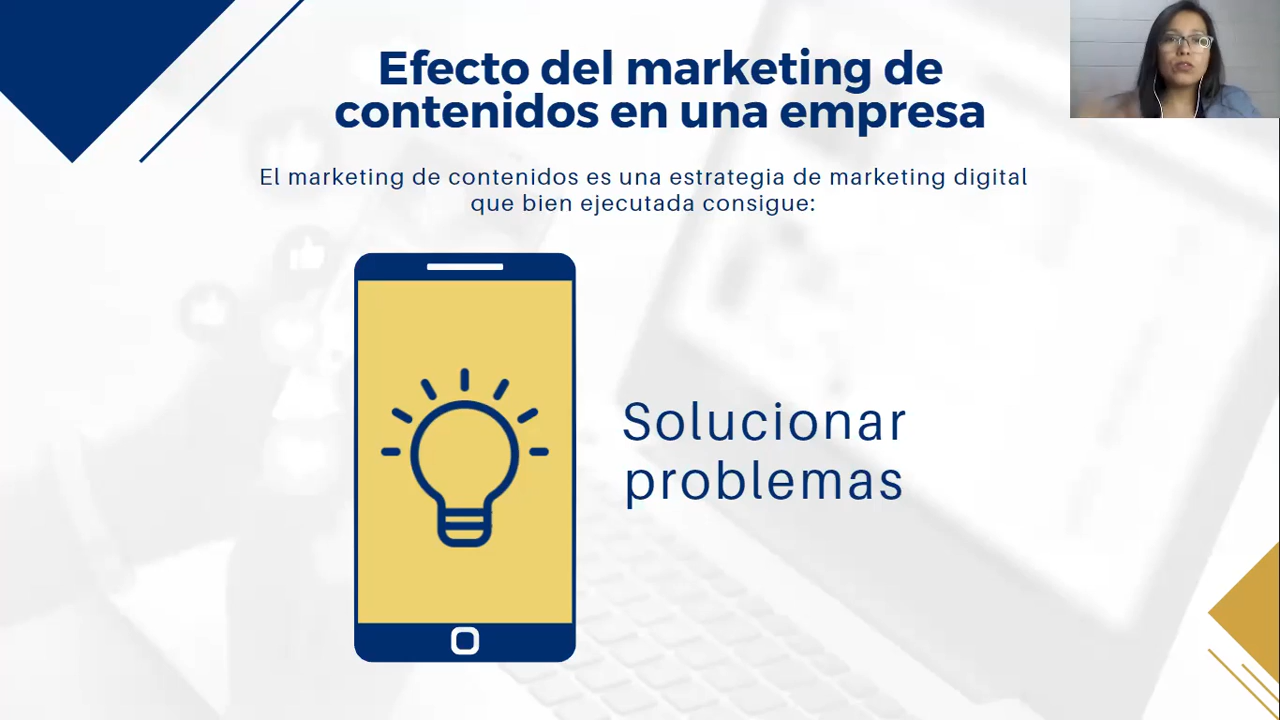 Efecto del marketing de
contenidos en una empresa
El marketing de contenidos es una estrategia de marketing digital
que bien ejecutada consigue:
Solucionar
problemas